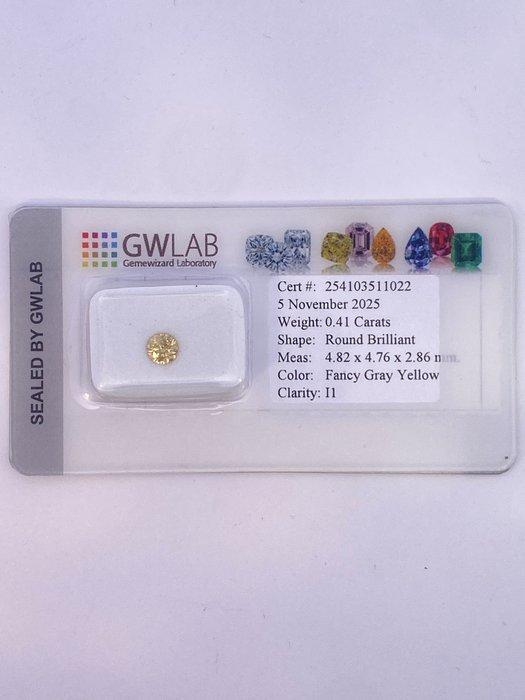 SEALED BY GWLAB
GWLAB
Gemewizard Laboratory
Cert #: 254103511022
5 November 2025
Weight: 0.41 Carats
Shape: Round Brilliant
Meas: 4.82 x 4.76 x 2.86 mm.
Color: Fancy Gray Yellow
Clarity: I1